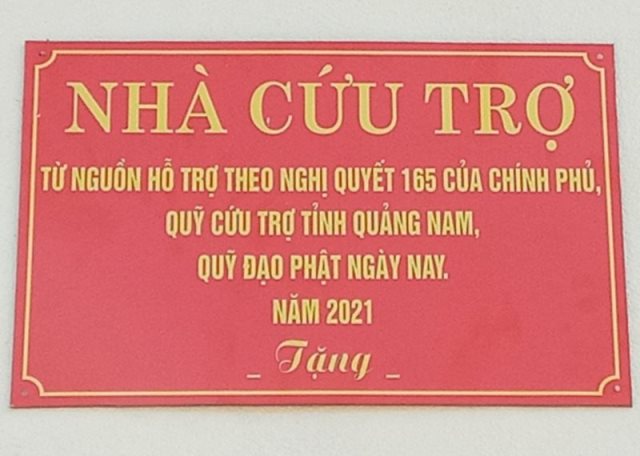 NHÀ CỨU TRỢ
TỪ NGUỒN HỖ TRỢ THEO NGHỊ QUYẾT 165 CỦA CHÍNH PHỦ,
QUỸ CỨU TRỢ TỈNH QUẢNG NAM,
QUỸ ĐẠO PHẬT NGÀY NAY.
NĂM 2021
_ Tặng _